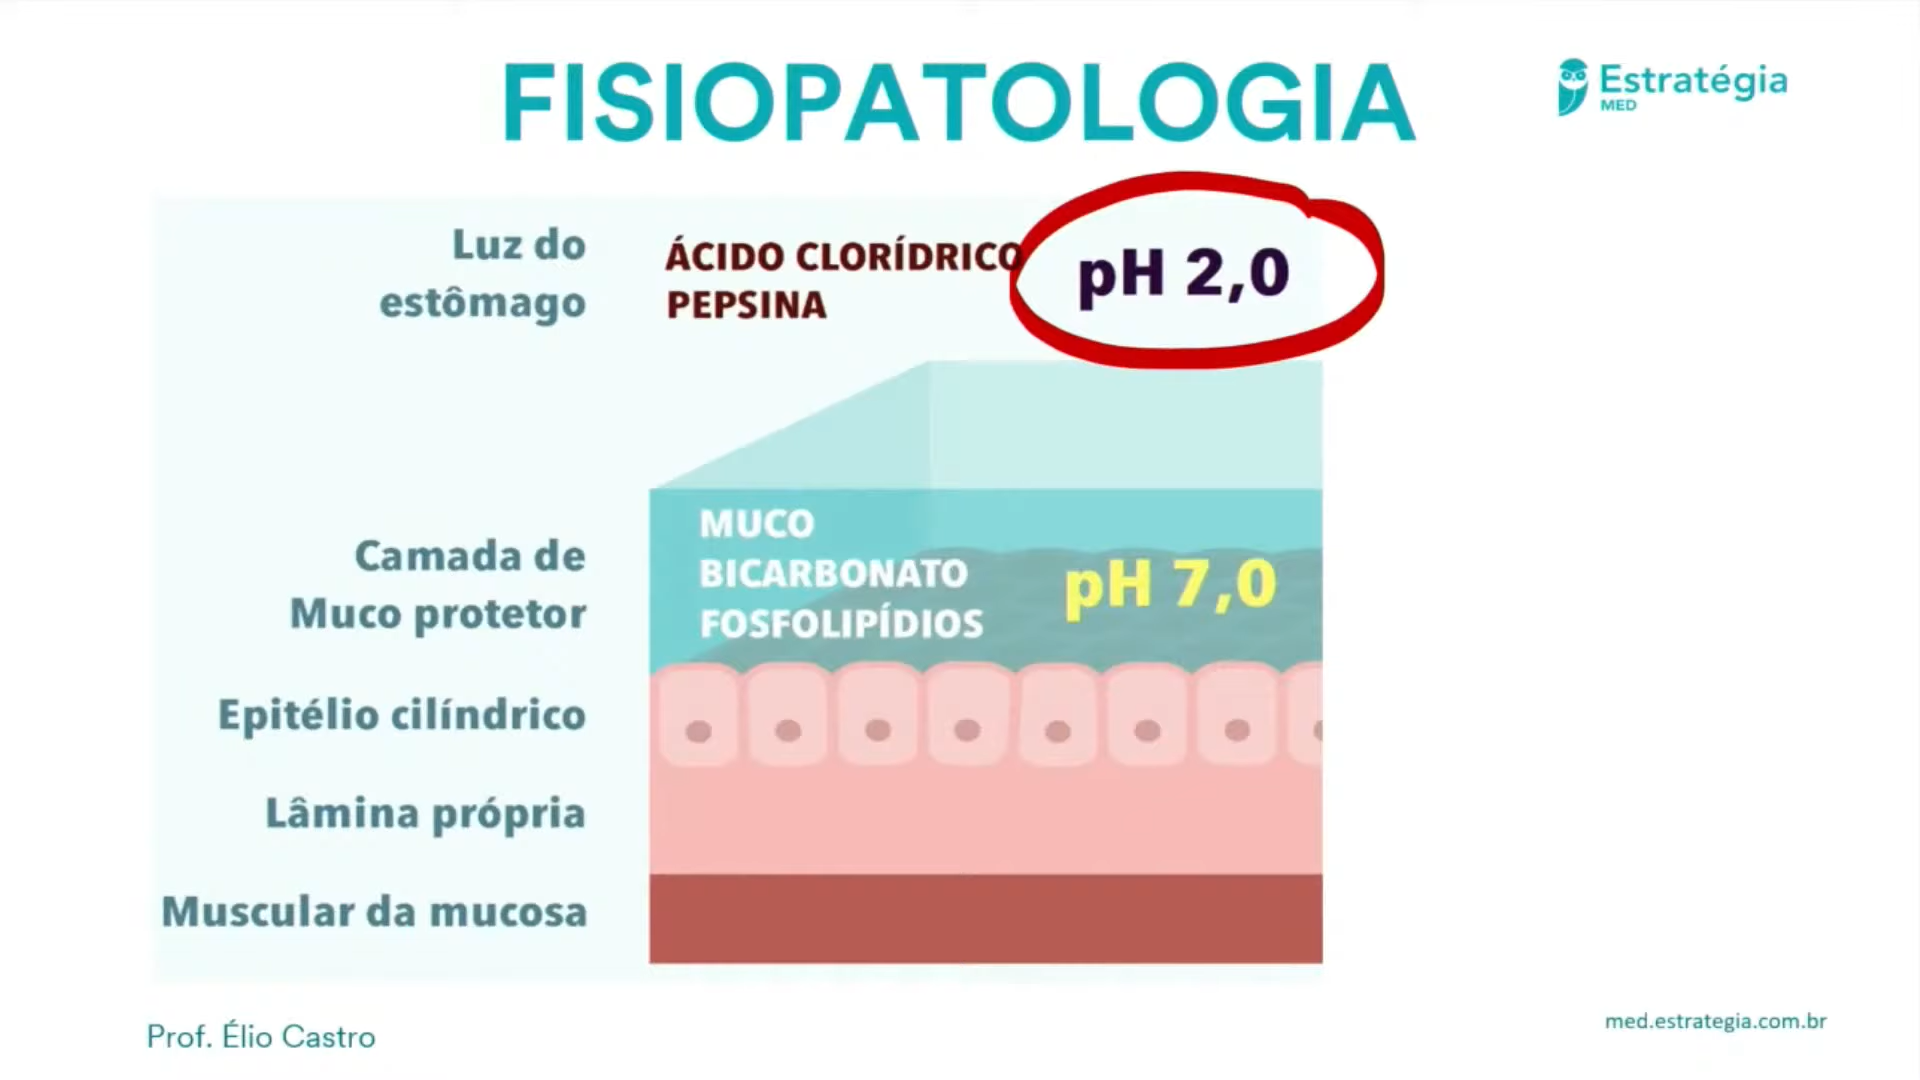 FISIOPATOLOGIA
Estratégia
MED
Luz do
estômago
ÁCIDO CLORÍDRICO
PEPSINA
pH 2,0
Camada de
Muco protetor
MUCO
BICARBONATO
FOSFOLIPÍDIOS
pH 7,0
Epitélio cilíndrico
Lâmina própria
Muscular da mucosa
Prof. Élio Castro
med.estrategia.com.br